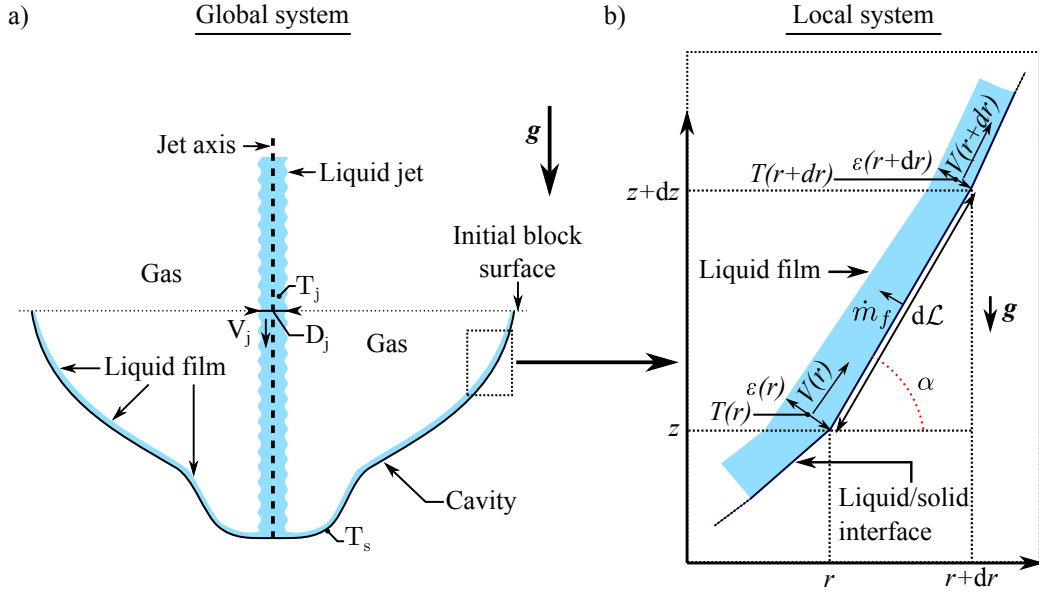 a)
Global system
Jet axis
Liquid jet
g
Initial block
surface
Gas
T_j
V_j
D_j
Gas
Liquid film
Cavity
T_s
b)
Local system
z+dz
T(r+dr)
ε(r+dr)
V(r+dr)
Liquid film
ṁ_f
dℒ
g
α
ε(r)
V(r)
T(r)
z
Liquid/solid
interface
r
r+dr